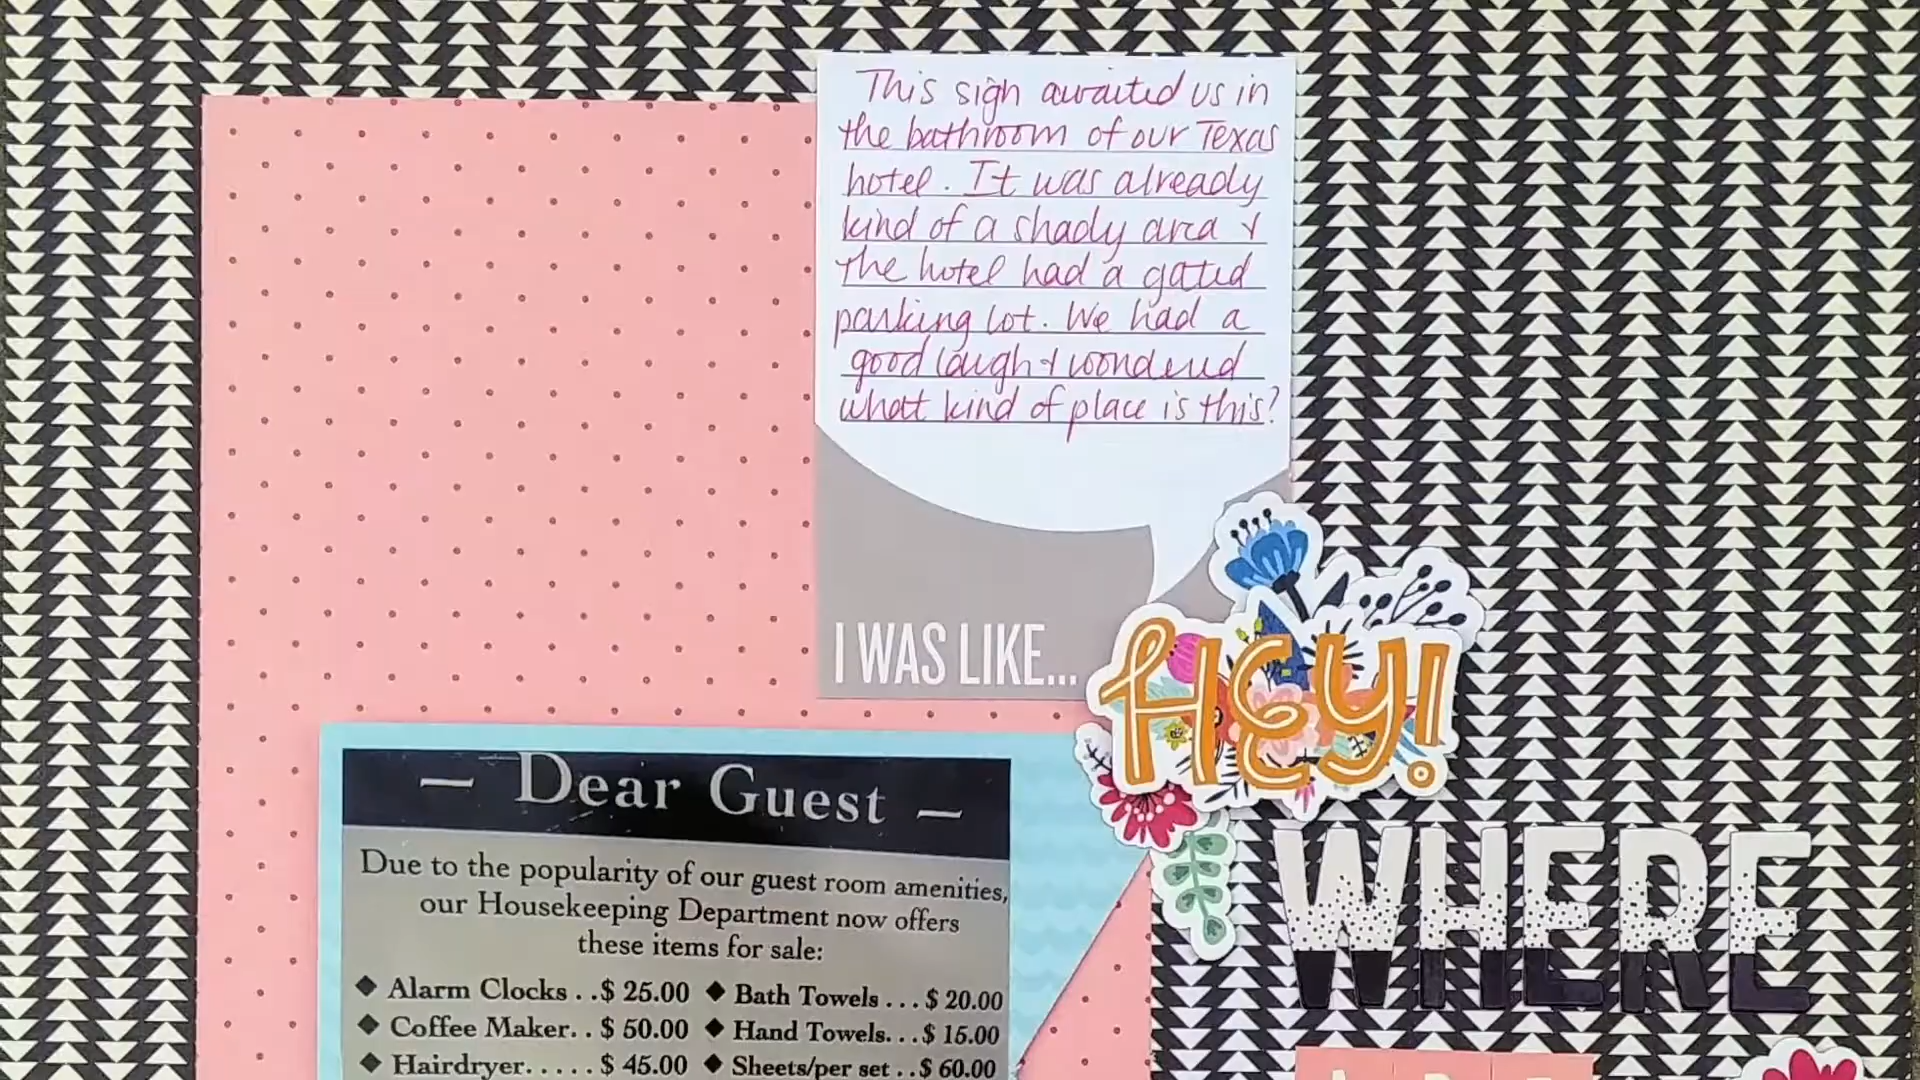 This sign awaited us in
the bathroom of our Texas
hotel. It was already
kind of a shady area &
the hotel had a gated
parking lot. We had a
good laugh & wondered
what kind of place is this?
I WAS LIKE...
HEY!
— Dear Guest —
Due to the popularity of our guest room amenities,
our Housekeeping Department now offers
these items for sale:
◆ Alarm Clocks . . $ 25.00 ◆ Bath Towels . . . $ 20.00
◆ Coffee Maker. . $ 50.00 ◆ Hand Towels. . . $ 15.00
◆ Hairdryer. . . . . $ 45.00 ◆ Sheets/per set . . $ 60.00
WHERE